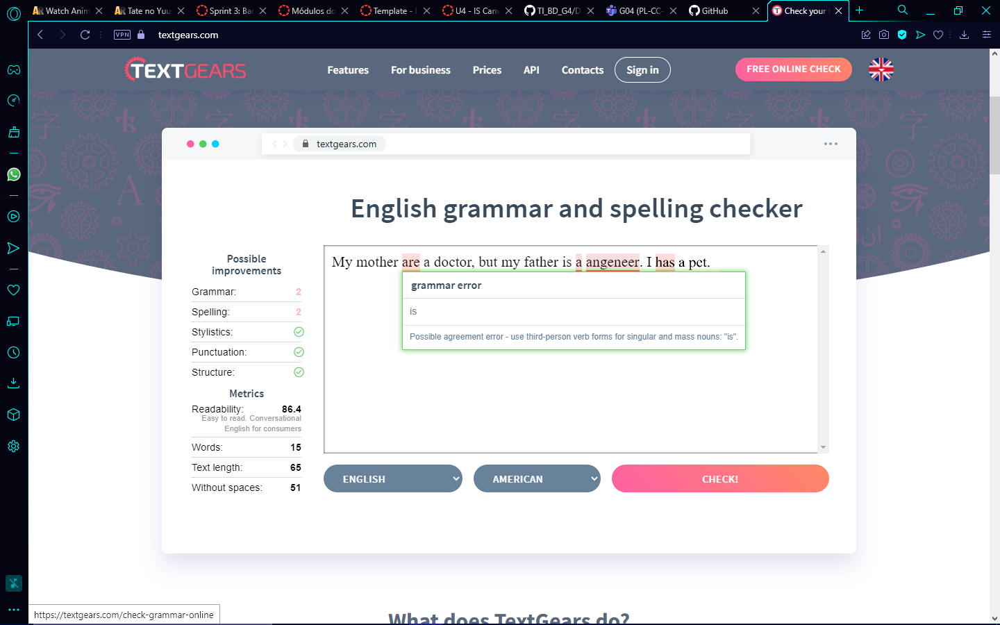 Watch Anim
Tate no Yuu
Sprint 3: Bac
Módulos do
Template - I
U4 - IS Canv
TI_BD_G4/D
G04 (PL-CC-
GitHub
Check your t
VPN
textgears.com
TEXTGEARS
Features
For business
Prices
API
Contacts
Sign in
FREE ONLINE CHECK
textgears.com
English grammar and spelling checker
Possible
improvements
Grammar: 2
Spelling: 2
Stylistics:
Punctuation:
Structure:
Metrics
Readability: 86.4
Easy to read. Conversational
English for consumers
Words: 15
Text length: 65
Without spaces: 51
My mother are a doctor, but my father is a angeneer. I has a pct.
grammar error
is
Possible agreement error - use third-person verb forms for singular and mass nouns: "is".
ENGLISH
AMERICAN
CHECK!
What does TextGears do?
https://textgears.com/check-grammar-online